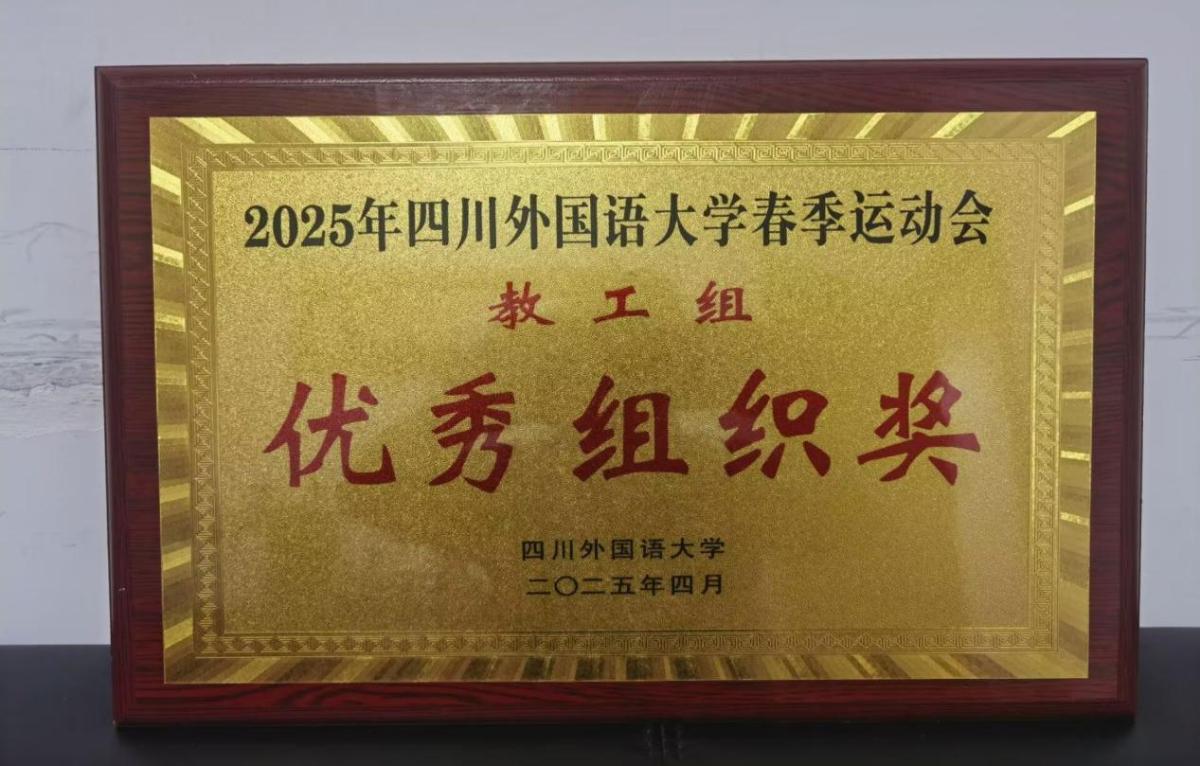 2025年四川外国语大学春季运动会
教工组
优秀组织奖
四川外国语大学
二〇二五年四月